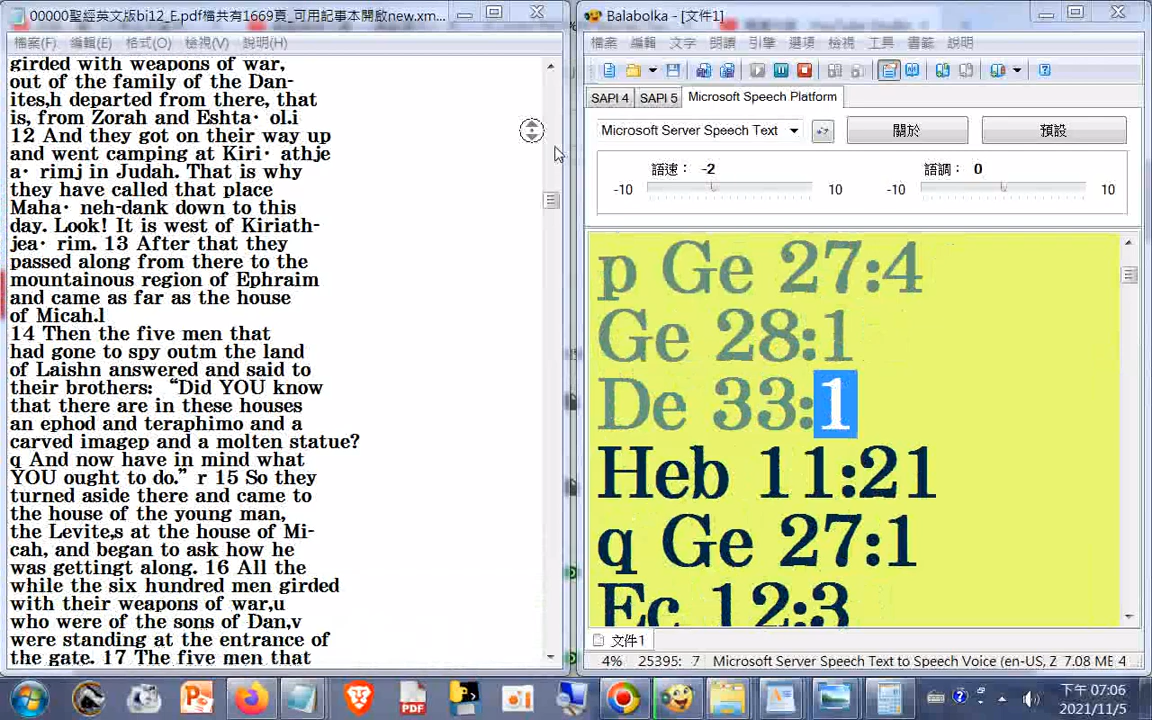 00000聖經英文版bi12_E.pdf檔共有1669頁_可用記事本開啟new.xm...
檔案(F) 編輯(E) 格式(O) 檢視(V) 說明(H)
girded with weapons of war,
out of the family of the Dan-
ites,h departed from there, that
is, from Zorah and Eshta· ol.i
12 And they got on their way up
and went camping at Kiri· athje
a· rimj in Judah. That is why
they have called that place
Maha· neh-dank down to this
day. Look! It is west of Kiriath-
jea· rim. 13 After that they
passed along from there to the
mountainous region of Ephraim
and came as far as the house
of Micah.l
14 Then the five men that
had gone to spy outm the land
of Laishn answered and said to
their brothers: “Did YOU know
that there are in these houses
an ephod and teraphimo and a
carved imagep and a molten statue?
q And now have in mind what
YOU ought to do.” r 15 So they
turned aside there and came to
the house of the young man,
the Levite,s at the house of Mi-
cah, and began to ask how he
was gettingt along. 16 All the
while the six hundred men girded
with their weapons of war,u
who were of the sons of Dan,v
were standing at the entrance of
the gate. 17 The five men that
Balabolka - [文件1]
檔案 編輯 文字 朗讀 引擎 選項 檢視 工具 書籤 說明
SAPI 4 SAPI 5 Microsoft Speech Platform
Microsoft Server Speech Text 關於 預設
語速: -2 語調: 0
-10 10 -10 10
p Ge 27:4
Ge 28:1
De 33:1
Heb 11:21
q Ge 27:1
Ec 12:3
文件1
4% 25395: 7 Microsoft Server Speech Text to Speech Voice (en-US, Z 7.08 ME 4
PDF
下午 07:06
2021/11/5